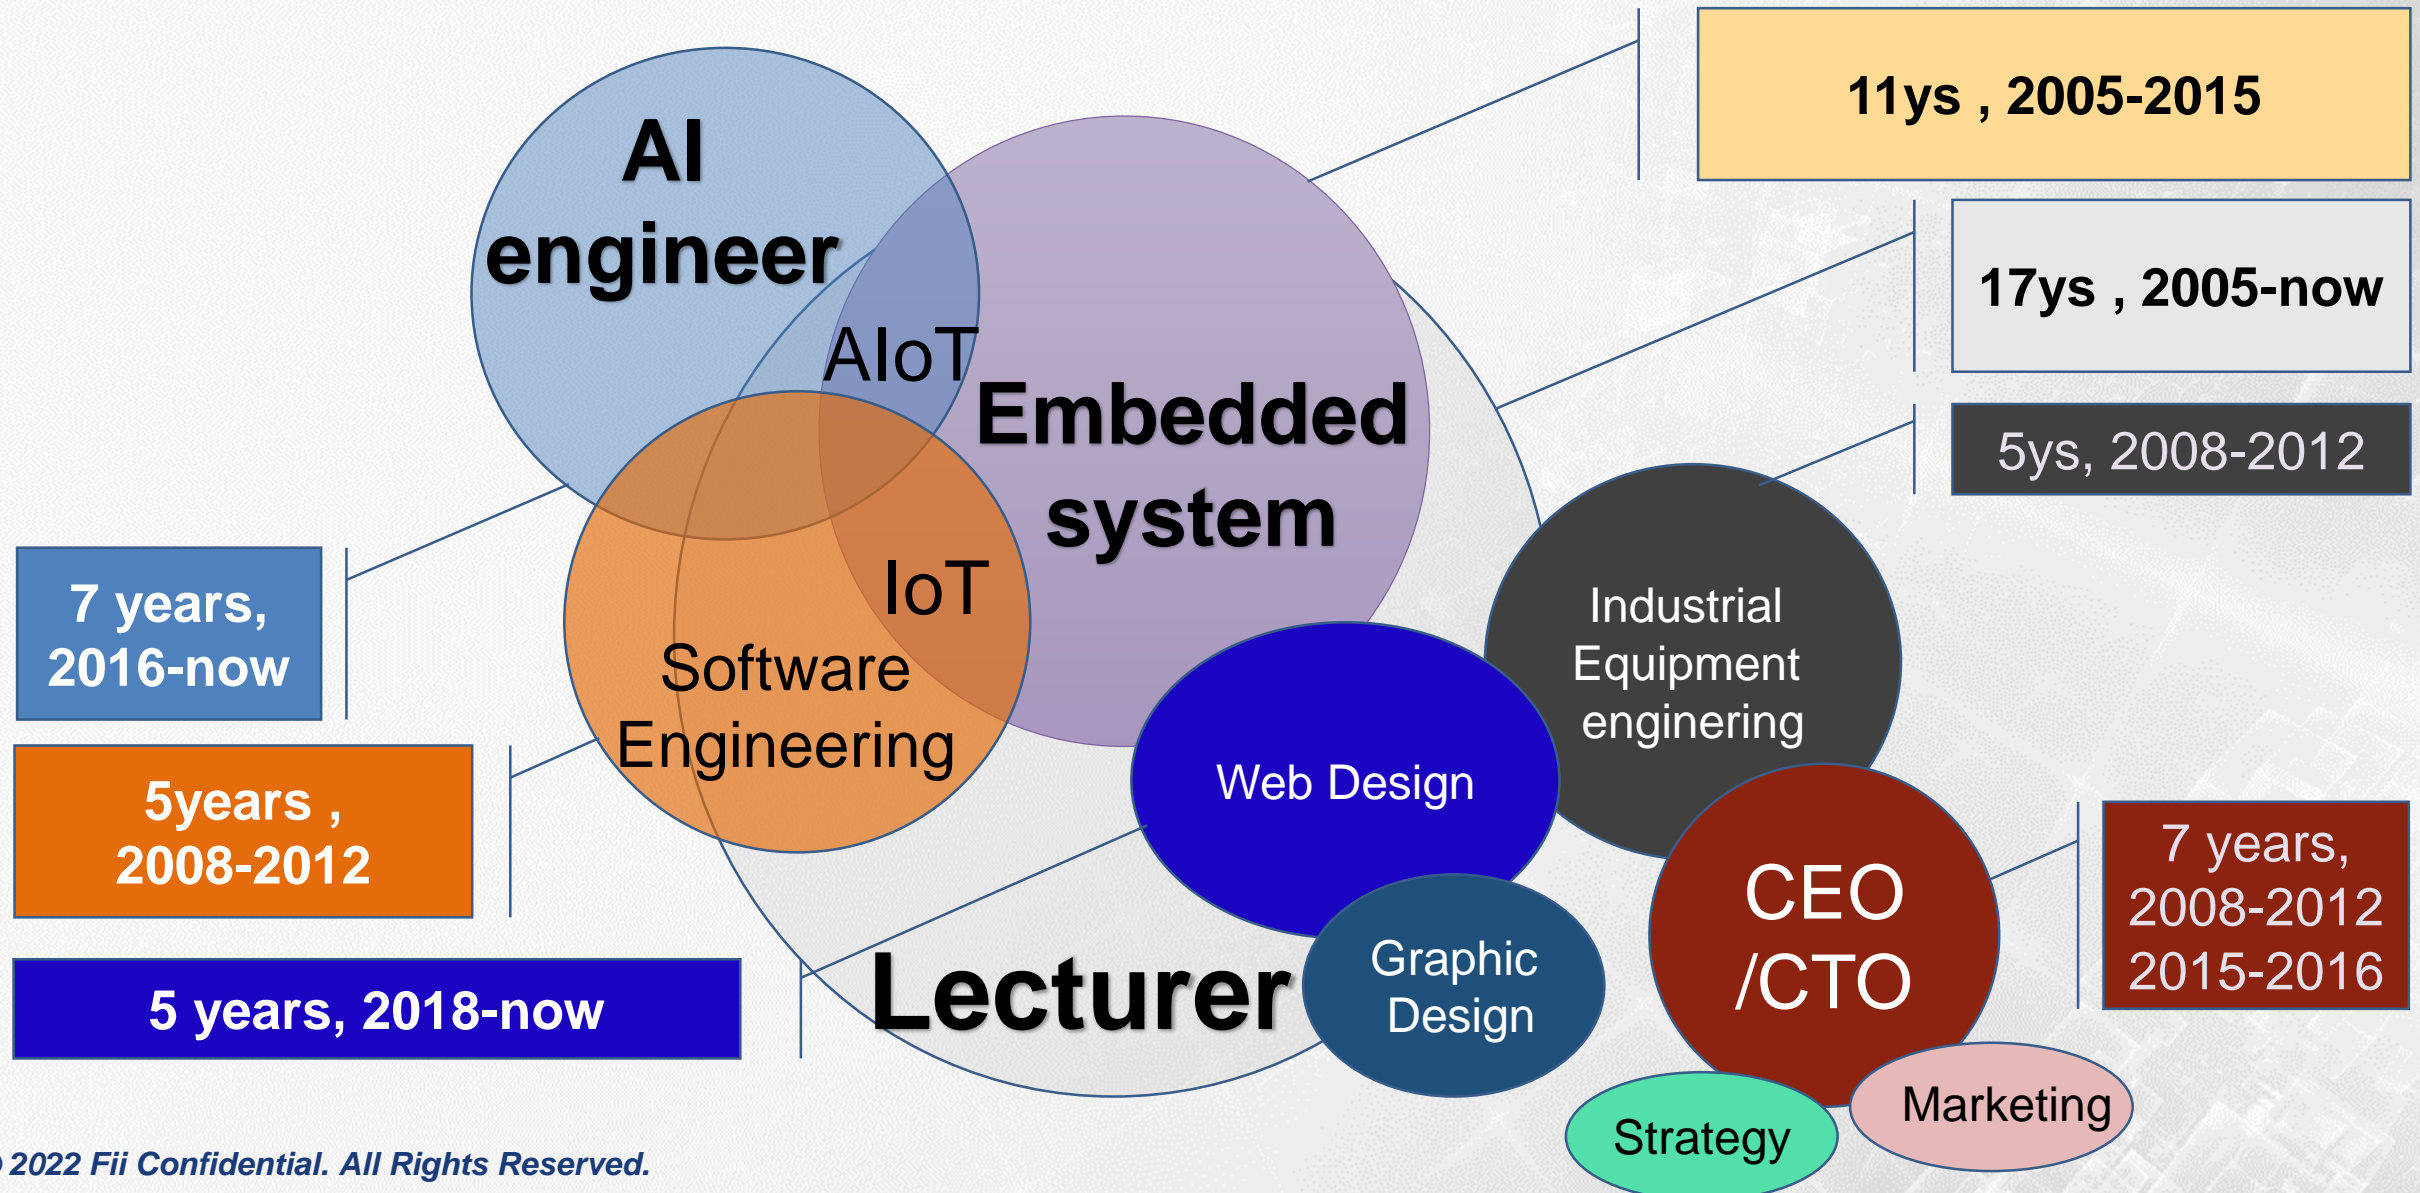 AI
engineer
AIoT
Embedded
system
IoT
Software
Engineering
11ys , 2005-2015
17ys , 2005-now
5ys, 2008-2012
7 years,
2016-now
5years ,
2008-2012
5 years, 2018-now
Industrial
Equipment
enginering
Web Design
Lecturer
Graphic
Design
CEO
/CTO
7 years,
2008-2012
2015-2016
Strategy
Marketing
© 2022 Fii Confidential. All Rights Reserved.